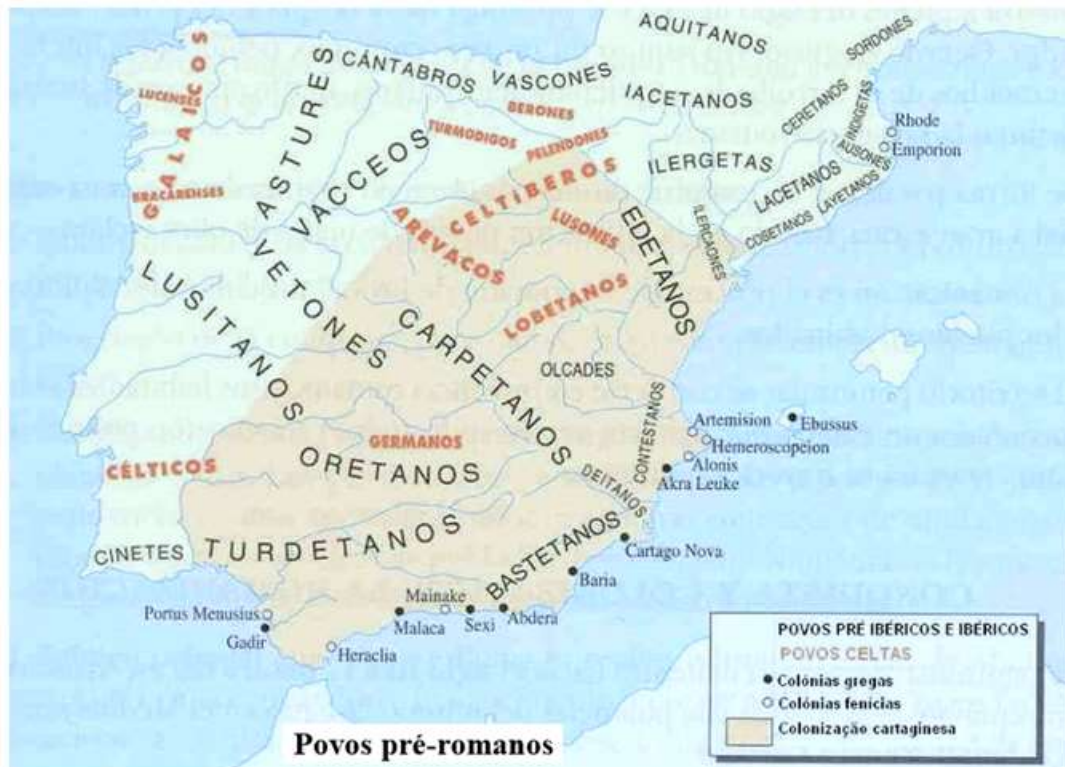 AQUITANOS
SORDONES
CÁNTABROS
VASCONES
IACETANOS
CERETANOS
INDIGETAS
AUSONES
Rhode
Emporion
LUCENSES
GALAICOS
BRACARENSES
ASTURES
VACCEOS
BERONES
TURMODIGOS
PELENDONES
ILERGETAS
LACETANOS
LAYETANOS
COSETANOS
ILERCAONES
CELTÍBEROS
AREVACOS
LUSONES
EDETANOS
VETONES
LUSITANOS
CARPETANOS
LOBETANOS
OLCADES
CONTESTANOS
Artemision
Hemeroscopeion
Alonis
Akra Leuke
Ebussus
GERMANOS
CÉLTICOS
ORETANOS
DEITANOS
CINETES
TURDETANOS
BASTETANOS
Cartago Nova
Baria
Portus Menusius
Gadir
Mainake
Malaca
Sexi
Abdera
Heraclia
POVOS PRÉ IBÉRICOS E IBÉRICOS
POVOS CELTAS
Colónias gregas
Colónias fenícias
Colonização cartaginesa
Povos pré-romanos